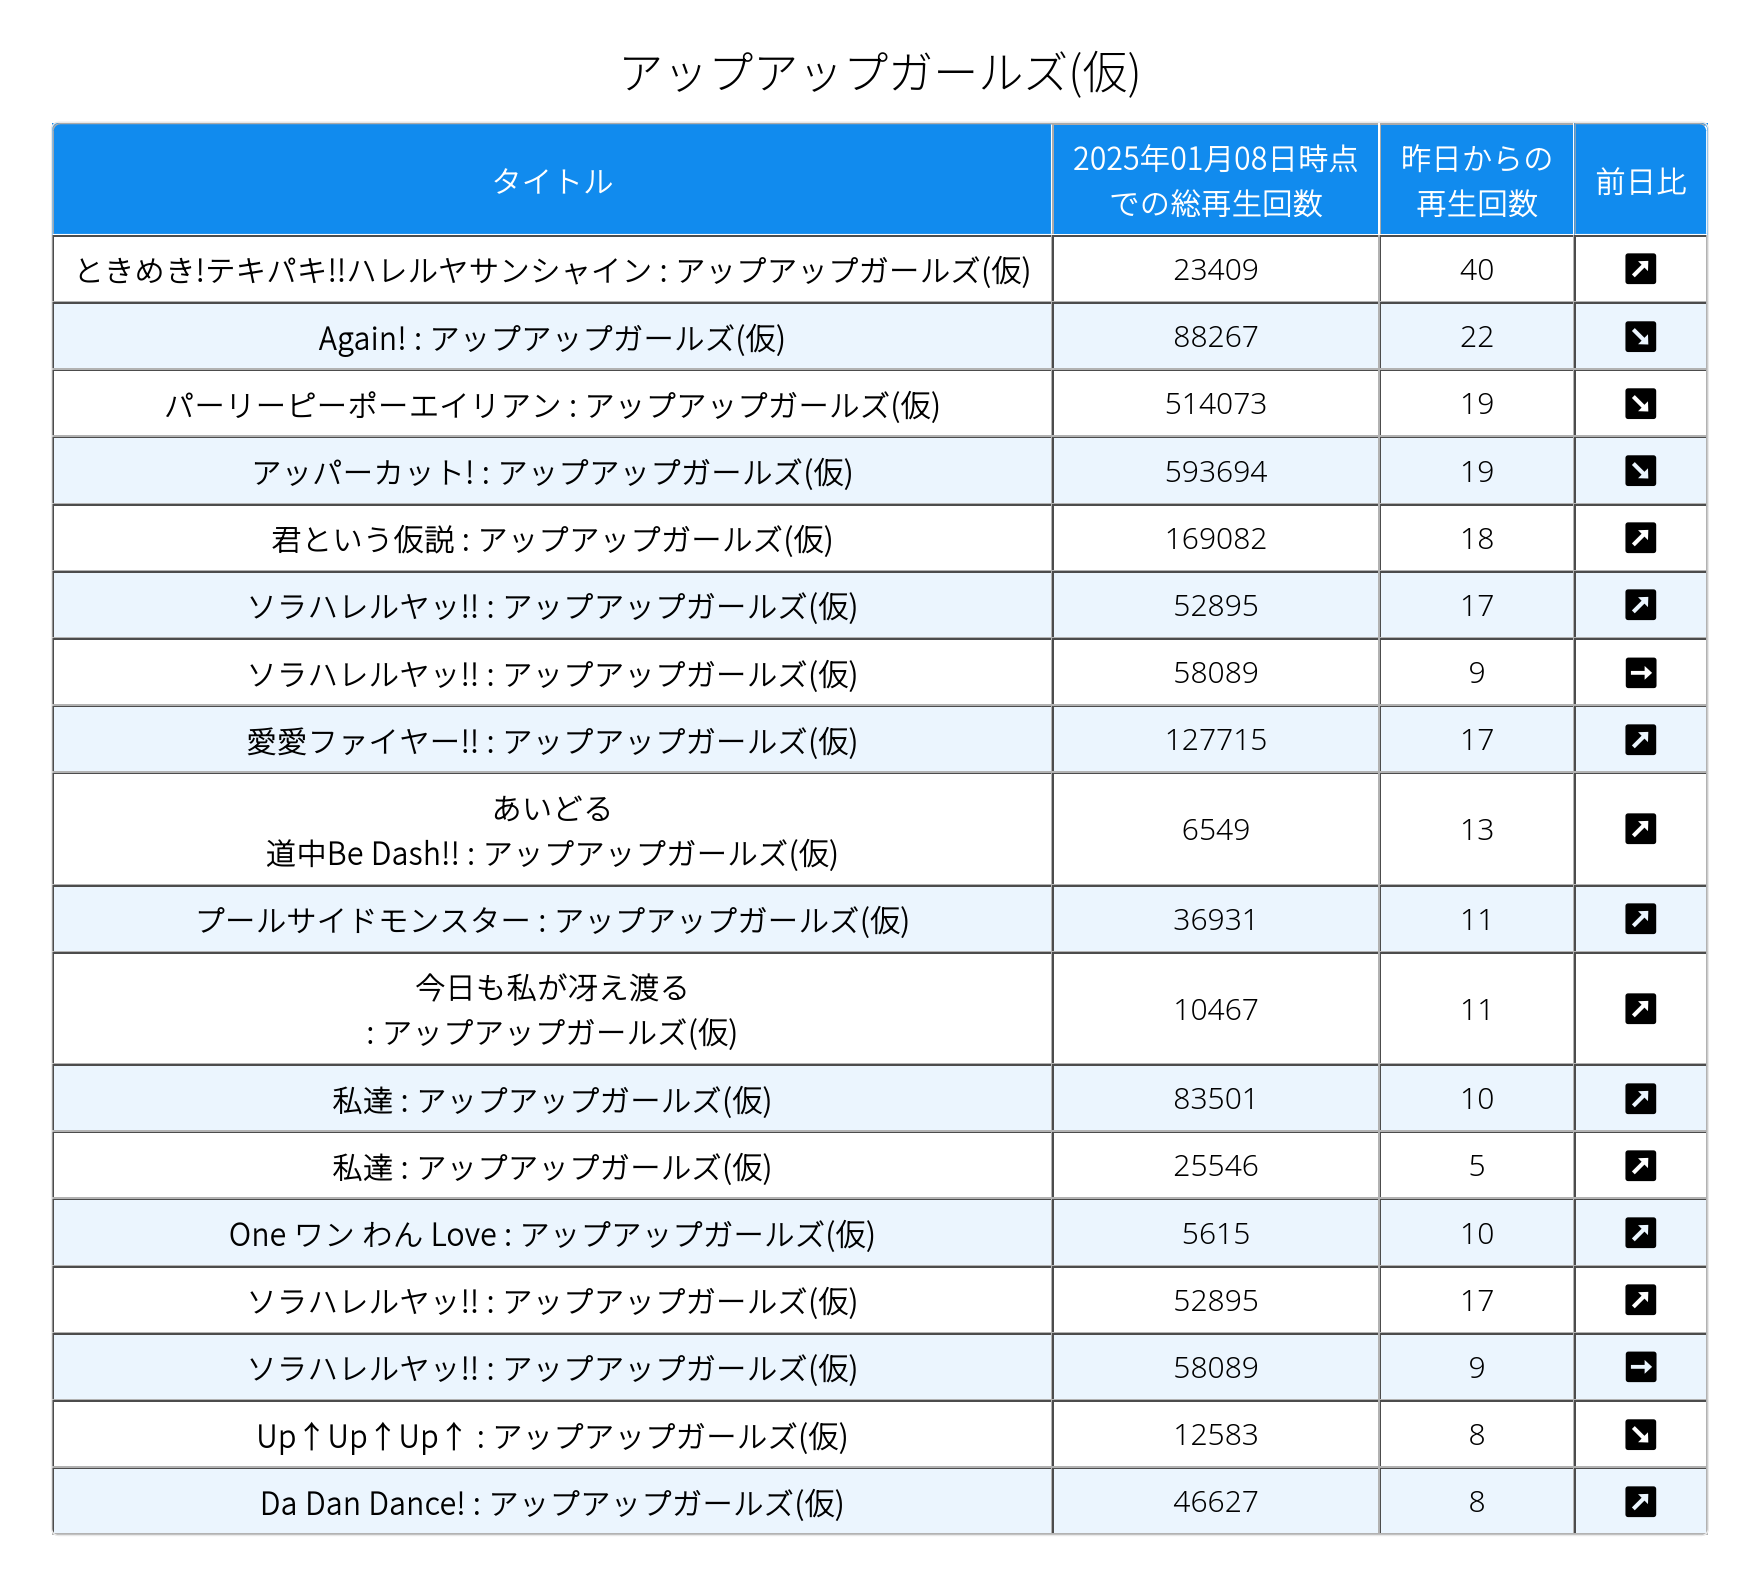 アップアップガールズ(仮)
タイトル
2025年01月08日時点
での総再生回数
昨日からの
再生回数
前日比
ときめき!テキパキ!!ハレルヤサンシャイン : アップアップガールズ(仮) 23409 40 ↗
Again! : アップアップガールズ(仮) 88267 22 ↘
パーリーピーポーエイリアン : アップアップガールズ(仮) 514073 19 ↘
アッパーカット! : アップアップガールズ(仮) 593694 19 ↘
君という仮説 : アップアップガールズ(仮) 169082 18 ↗
ソラハレルヤッ!! : アップアップガールズ(仮) 52895 17 ↗
ソラハレルヤッ!! : アップアップガールズ(仮) 58089 9 →
愛愛ファイヤー!! : アップアップガールズ(仮) 127715 17 ↗
あいどる
道中Be Dash!! : アップアップガールズ(仮) 6549 13 ↗
プールサイドモンスター : アップアップガールズ(仮) 36931 11 ↗
今日も私が冴え渡る
: アップアップガールズ(仮) 10467 11 ↗
私達 : アップアップガールズ(仮) 83501 10 ↗
私達 : アップアップガールズ(仮) 25546 5 ↗
One ワン わん Love : アップアップガールズ(仮) 5615 10 ↗
ソラハレルヤッ!! : アップアップガールズ(仮) 52895 17 ↗
ソラハレルヤッ!! : アップアップガールズ(仮) 58089 9 →
Up↑Up↑Up↑ : アップアップガールズ(仮) 12583 8 ↘
Da Dan Dance! : アップアップガールズ(仮) 46627 8 ↗